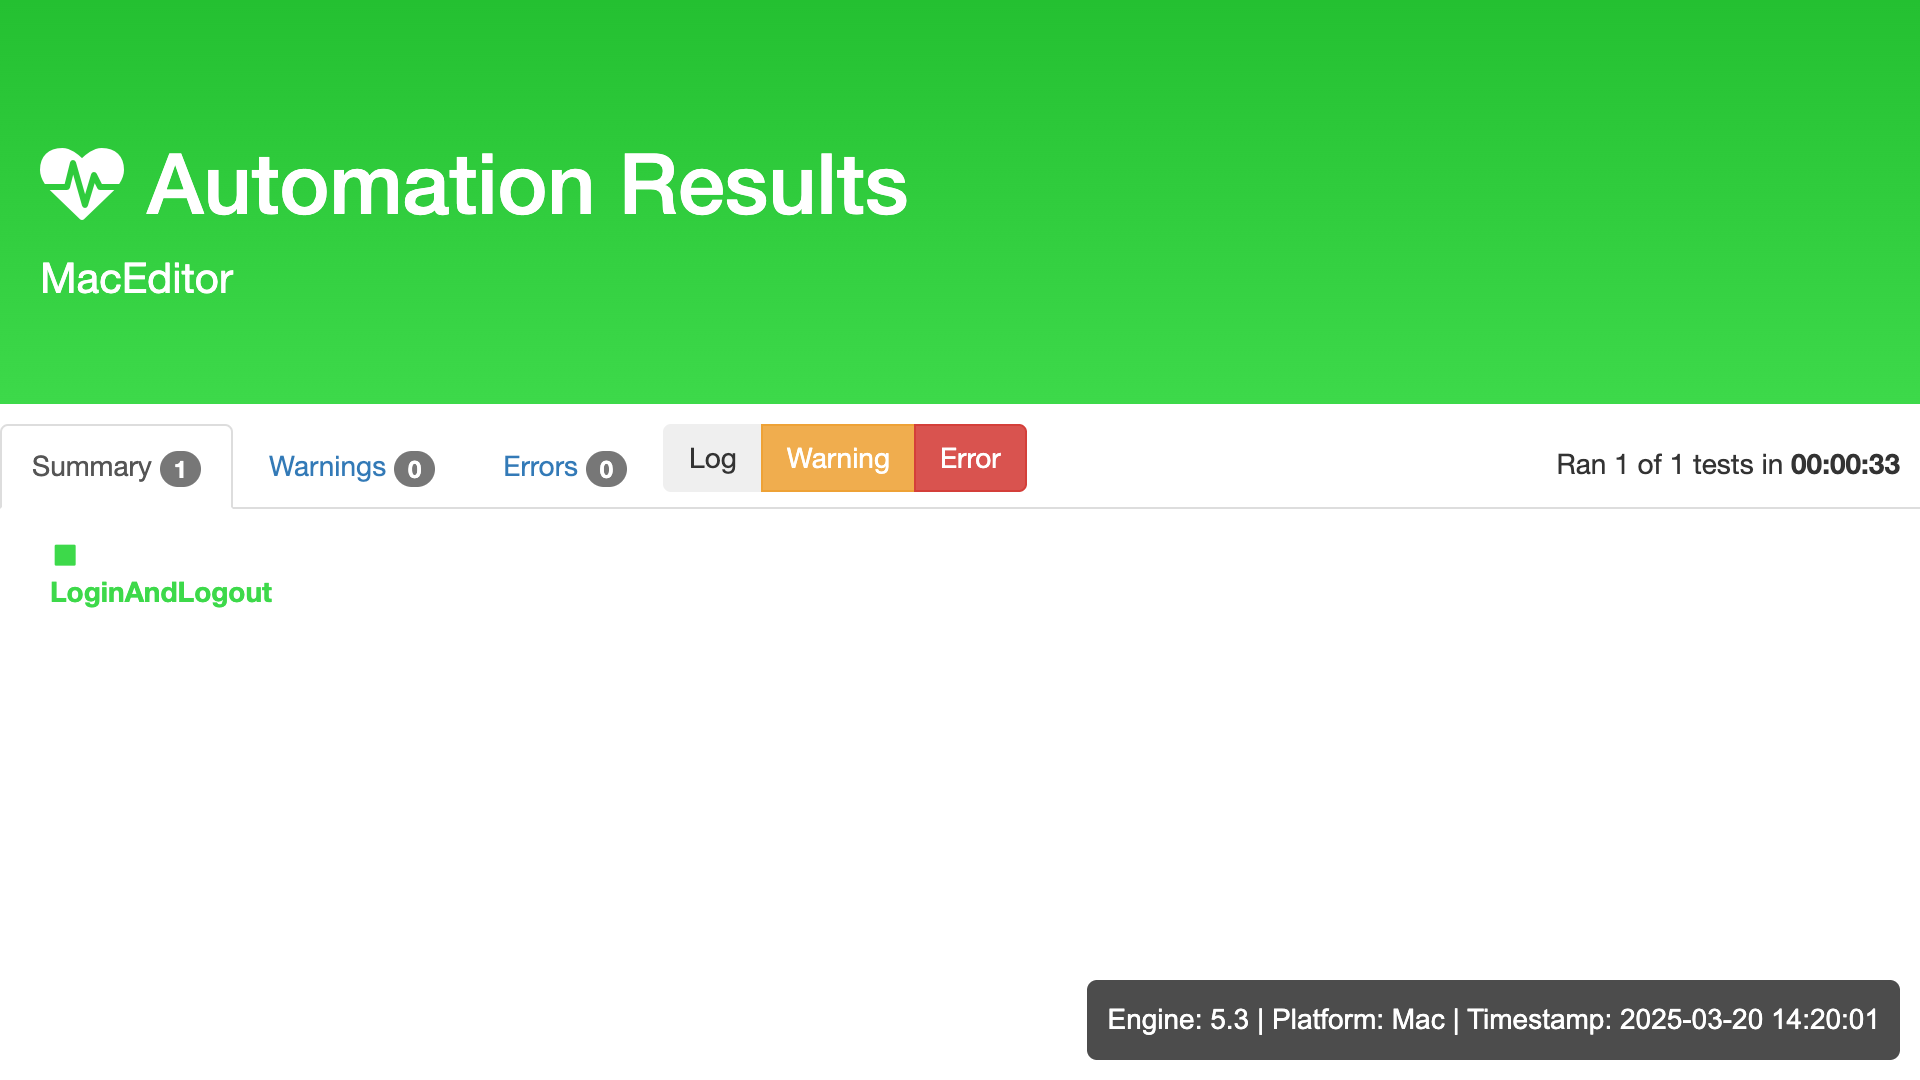 Automation Results
MacEditor
Summary 1 Warnings 0 Errors 0 Log Warning Error Ran 1 of 1 tests in 00:00:33
LoginAndLogout
Engine: 5.3 | Platform: Mac | Timestamp: 2025-03-20 14:20:01